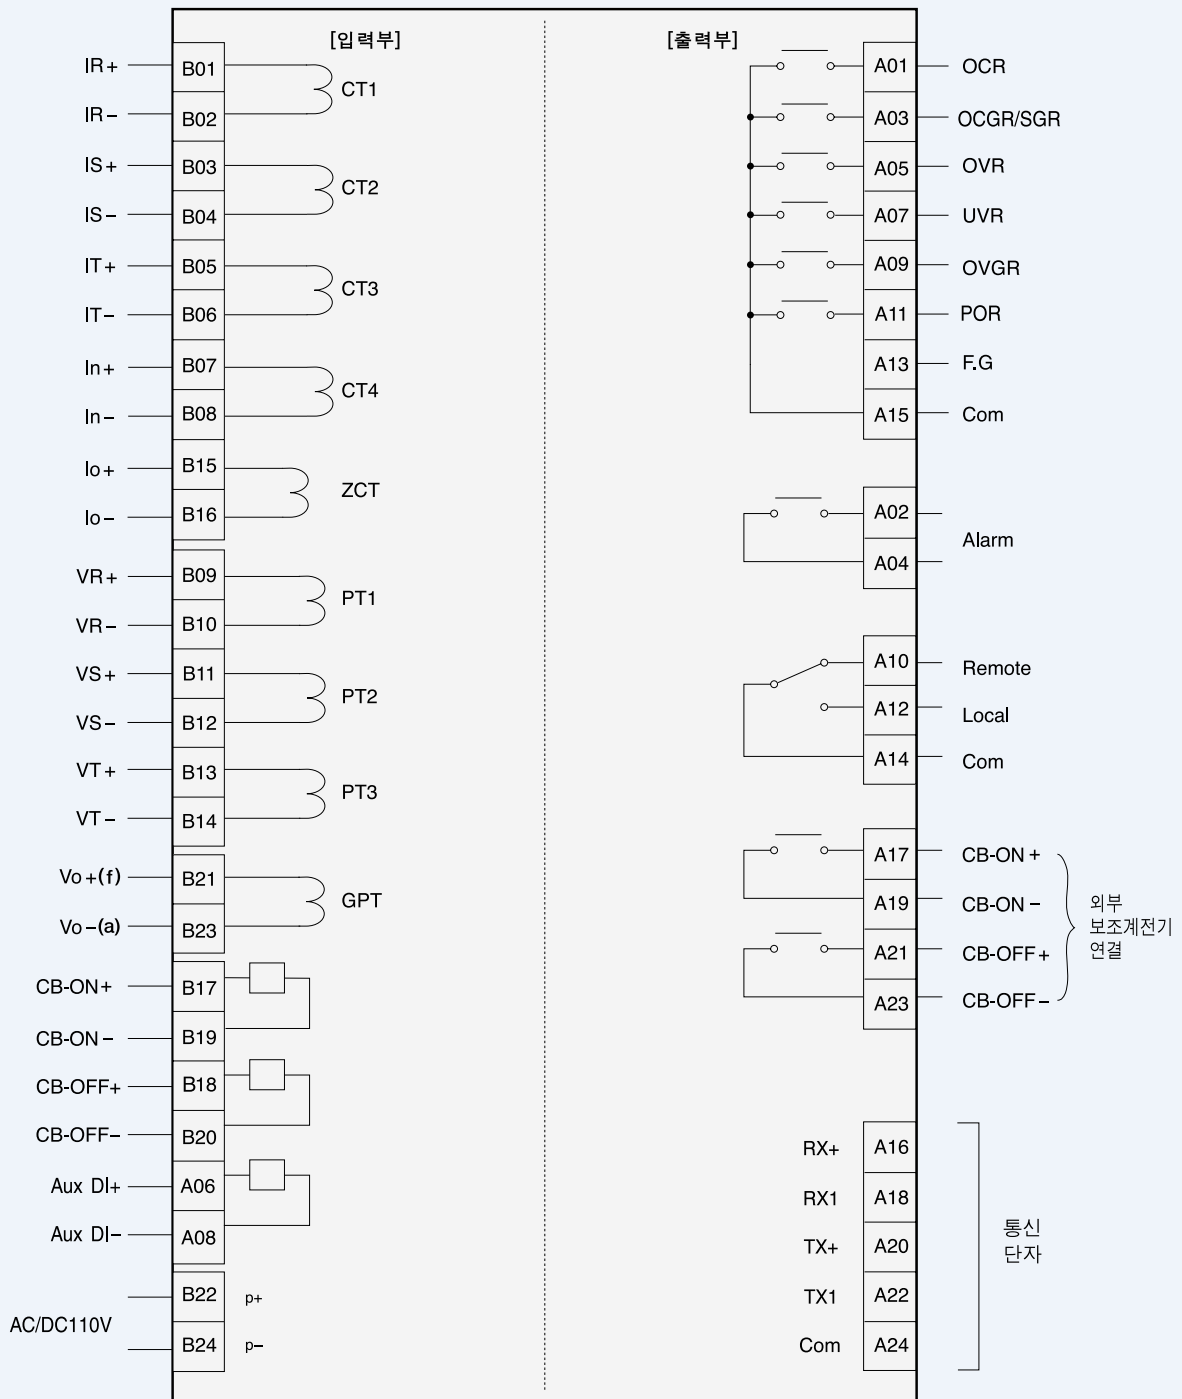 [입력부]
IR+ B01 CT1
IR− B02
IS+ B03 CT2
IS− B04
IT+ B05 CT3
IT− B06
In+ B07 CT4
In− B08
Io+ B15 ZCT
Io− B16
VR+ B09 PT1
VR− B10
VS+ B11 PT2
VS− B12
VT+ B13 PT3
VT− B14
Vo+(f) B21 GPT
Vo−(a) B23
CB-ON+ B17
CB-ON− B19
CB-OFF+ B18
CB-OFF− B20
Aux DI+ A06
Aux DI− A08
AC/DC110V
B22 p+
B24 p−
[출력부]
A01 OCR
A03 OCGR/SGR
A05 OVR
A07 UVR
A09 OVGR
A11 POR
A13 F.G
A15 Com
A02
Alarm
A04
A10 Remote
A12 Local
A14 Com
A17 CB-ON+
A19 CB-ON−
A21 CB-OFF+
A23 CB-OFF−
외부
보조계전기
연결
RX+ A16
RX1 A18
TX+ A20
TX1 A22
Com A24
통신
단자